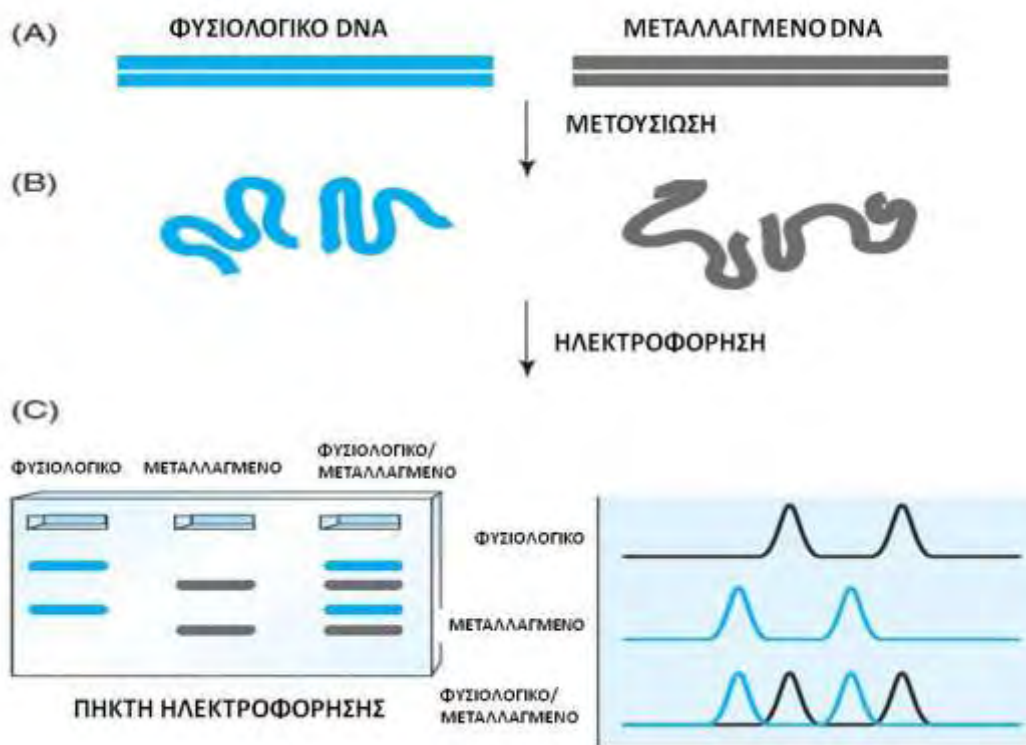 (A)
ΦΥΣΙΟΛΟΓΙΚΟ DNA
ΜΕΤΑΛΛΑΓΜΕΝΟ DNA
ΜΕΤΟΥΣΙΩΣΗ
(B)
ΗΛΕΚΤΡΟΦΟΡΗΣΗ
(C)
ΦΥΣΙΟΛΟΓΙΚΟ
ΜΕΤΑΛΛΑΓΜΕΝΟ
ΦΥΣΙΟΛΟΓΙΚΟ/
ΜΕΤΑΛΛΑΓΜΕΝΟ
ΠΗΚΤΗ ΗΛΕΚΤΡΟΦΟΡΗΣΗΣ
ΦΥΣΙΟΛΟΓΙΚΟ
ΜΕΤΑΛΛΑΓΜΕΝΟ
ΦΥΣΙΟΛΟΓΙΚΟ/
ΜΕΤΑΛΛΑΓΜΕΝΟ